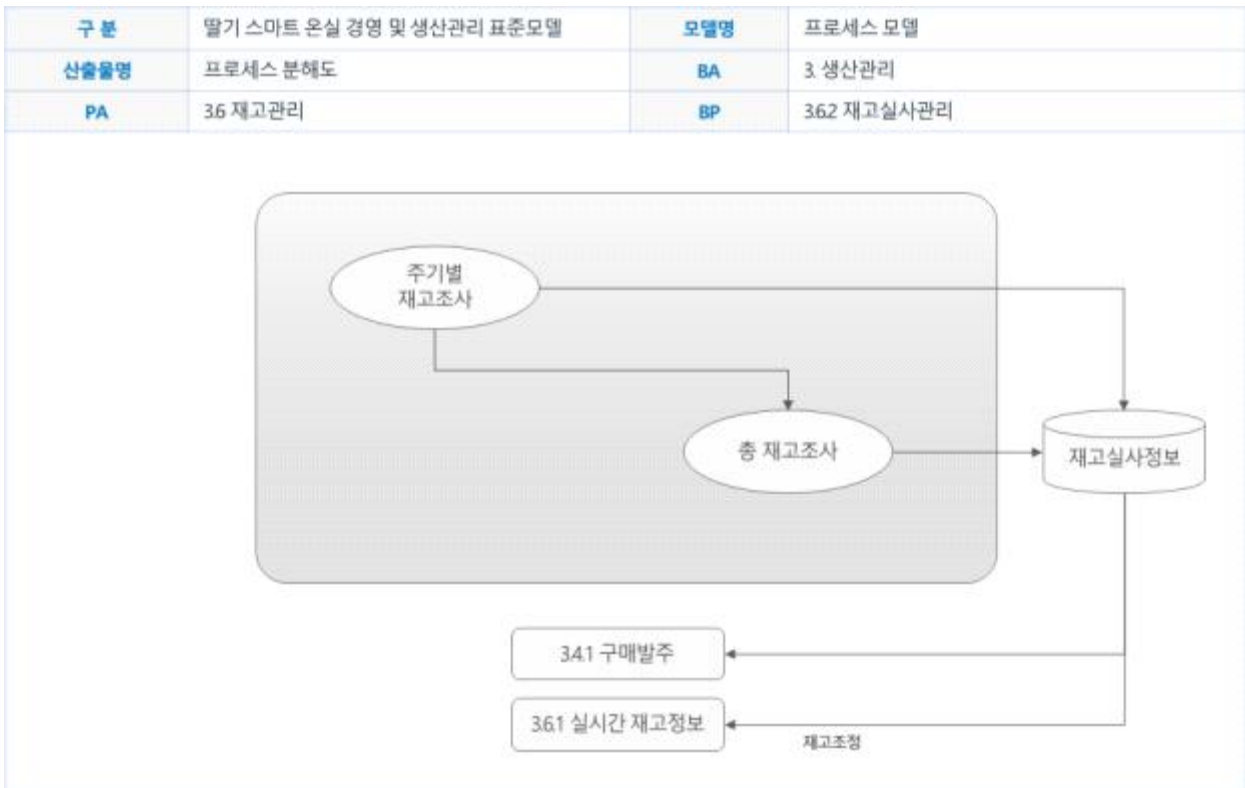 구 분 딸기 스마트 온실 경영 및 생산관리 표준모델 모델명 프로세스 모델
산출물명 프로세스 분해도 BA 3. 생산관리
PA 3.6 재고관리 BP 3.6.2 재고실사관리
주기별
재고조사
총 재고조사
재고실사정보
3.4.1 구매발주
3.6.1 실시간 재고정보
재고조정